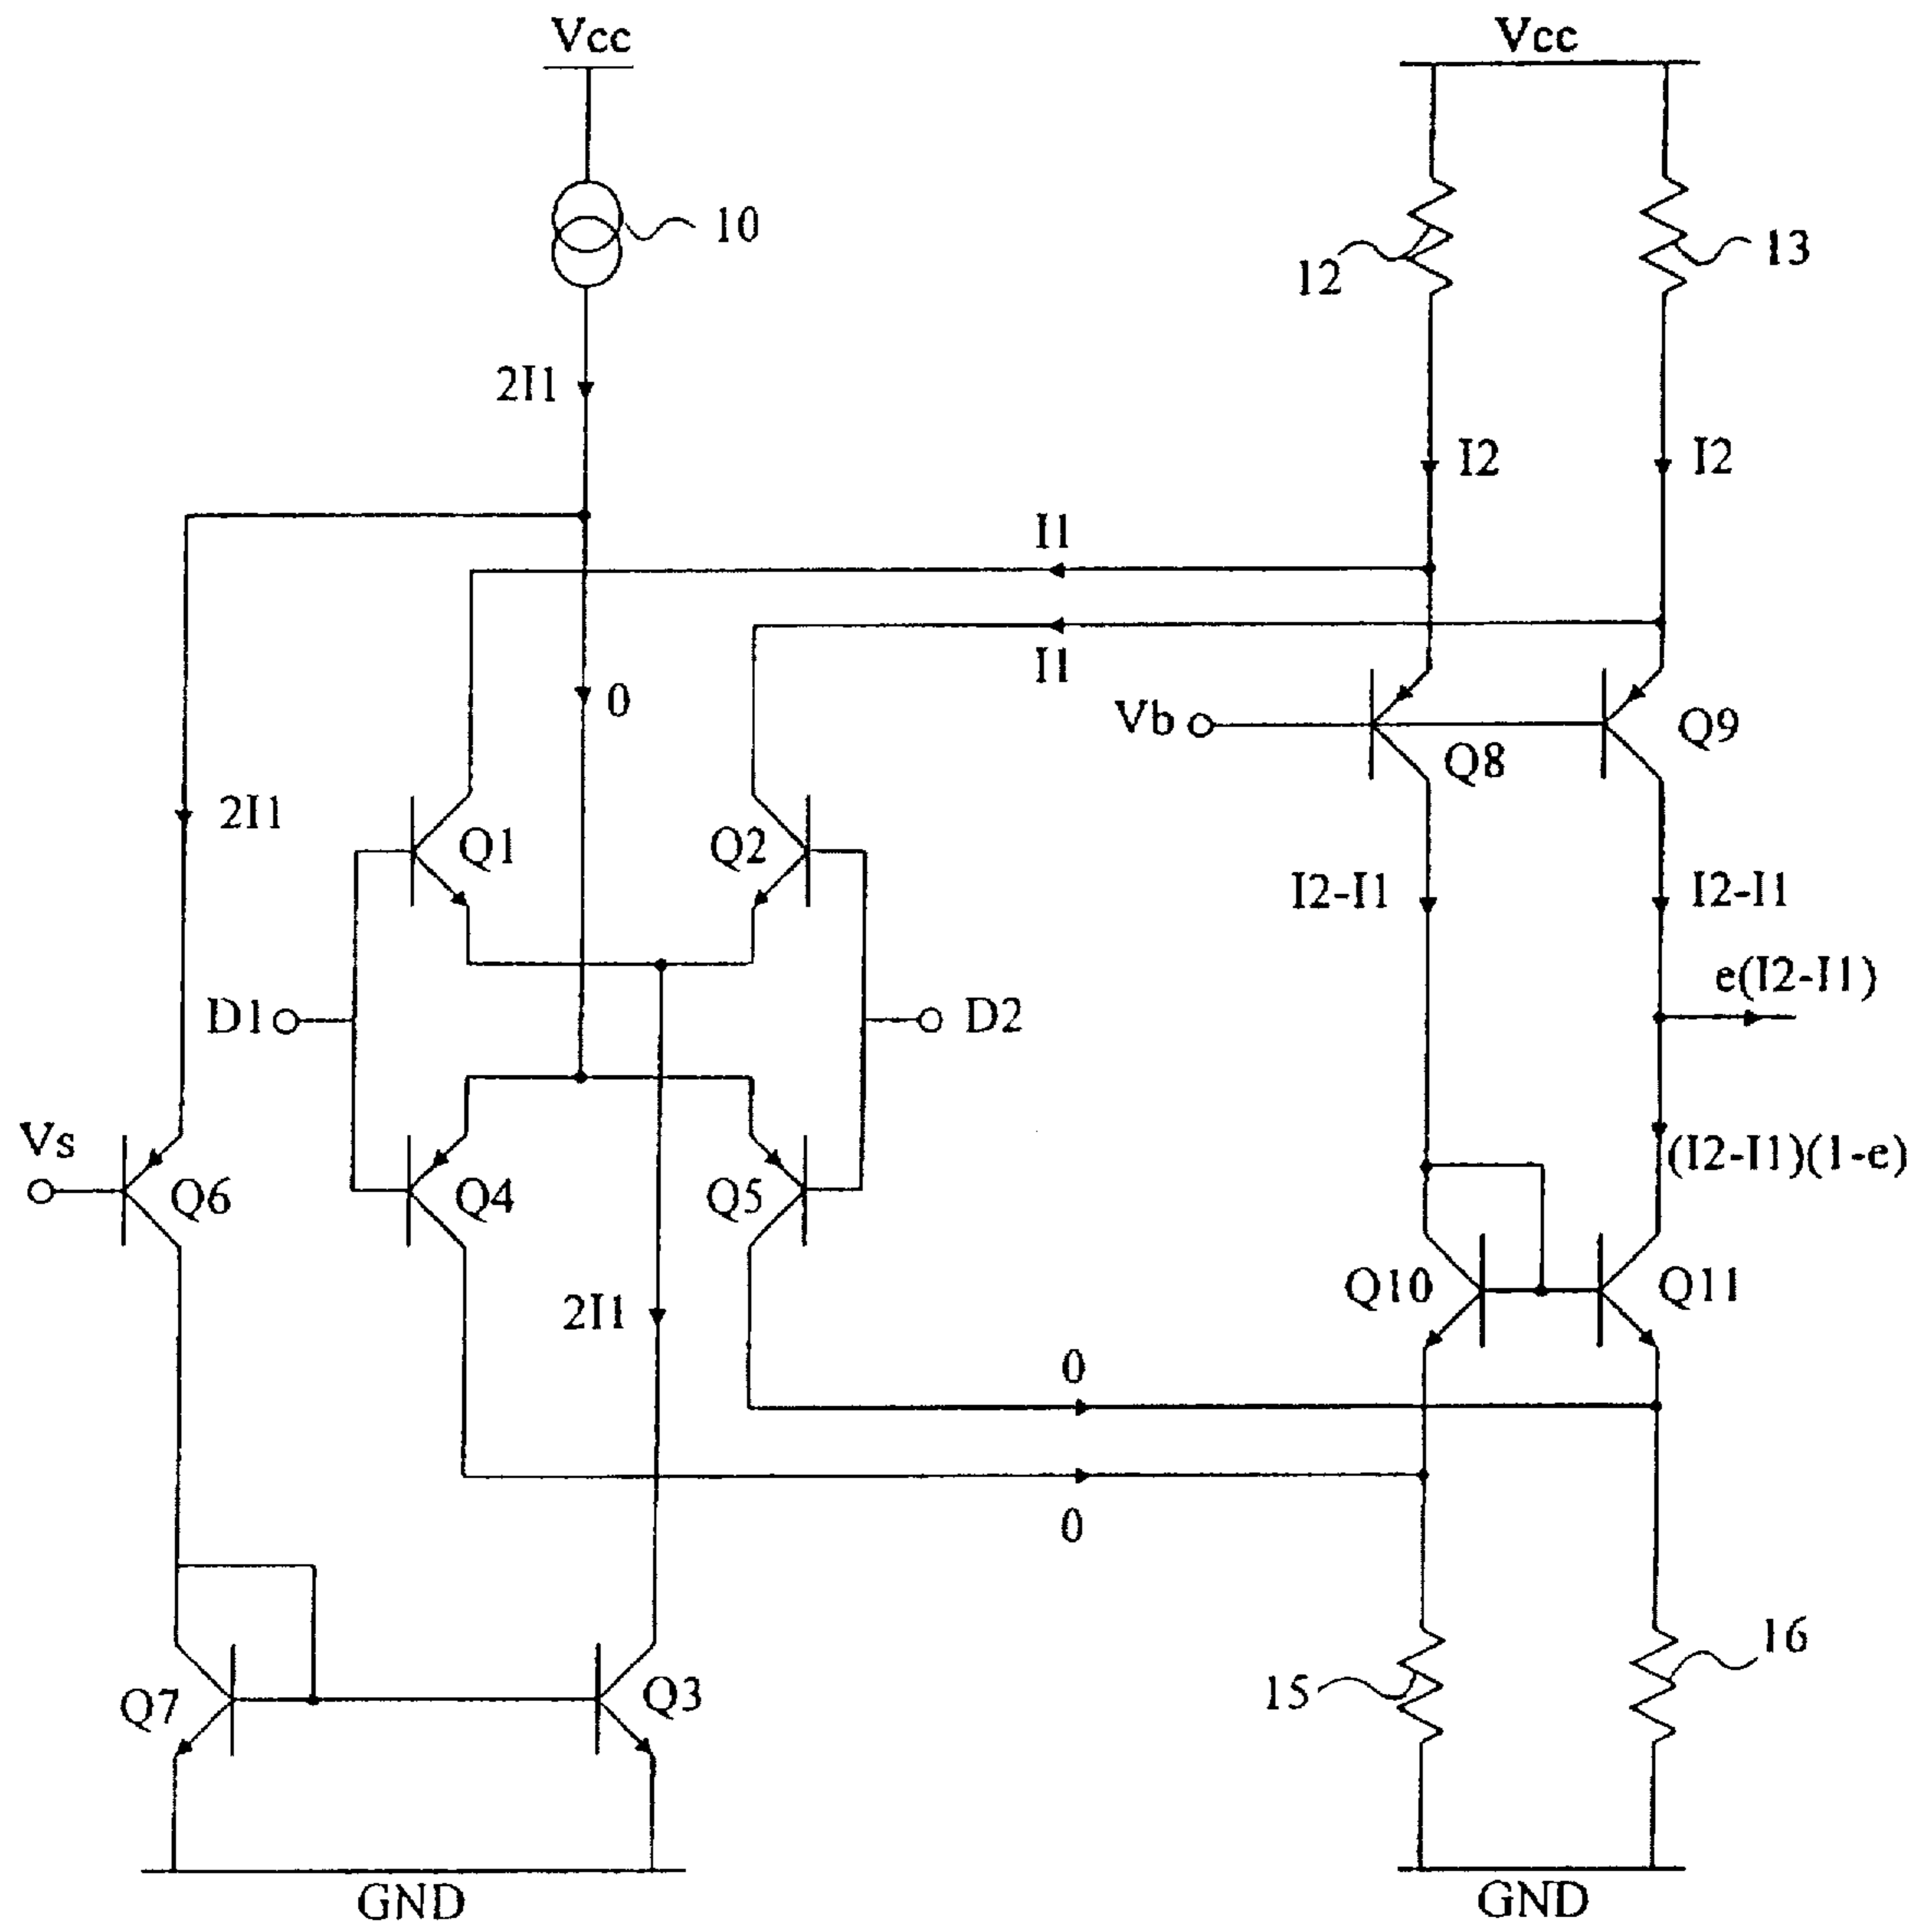 Vcc
Vcc
10
12
13
2I1
I2
I2
I1
I1
0
Vb
Q8
Q9
2I1
Q1
Q2
I2-I1
I2-I1
e(I2-I1)
D1
D2
Vs
(I2-I1)(1-e)
Q6
Q4
Q5
2I1
Q10
Q11
0
0
15
16
Q7
Q3
GND
GND